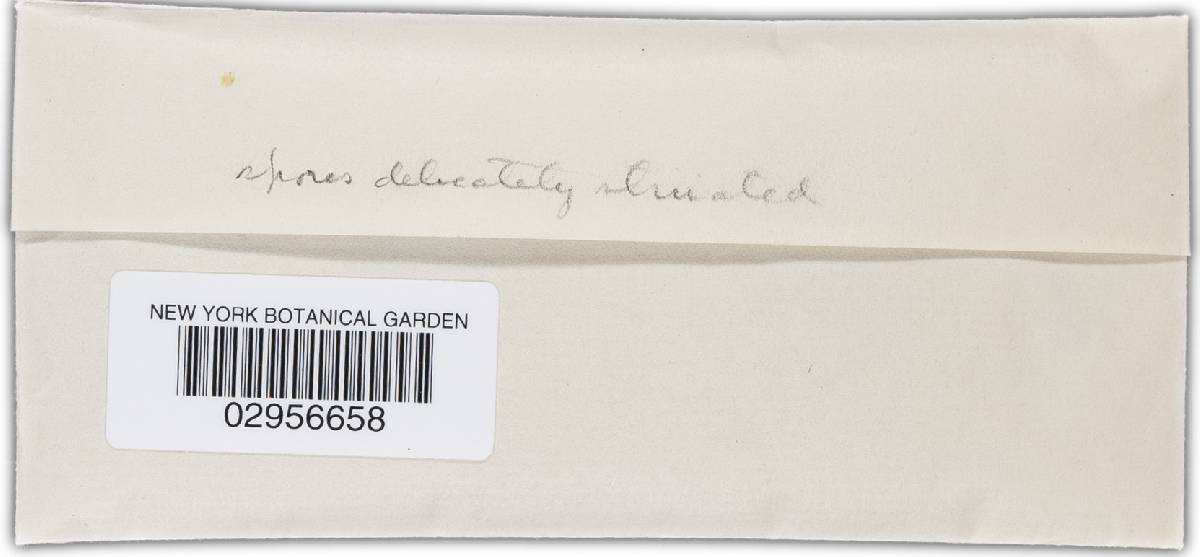 spores delicately striated
NEW YORK BOTANICAL GARDEN
02956658